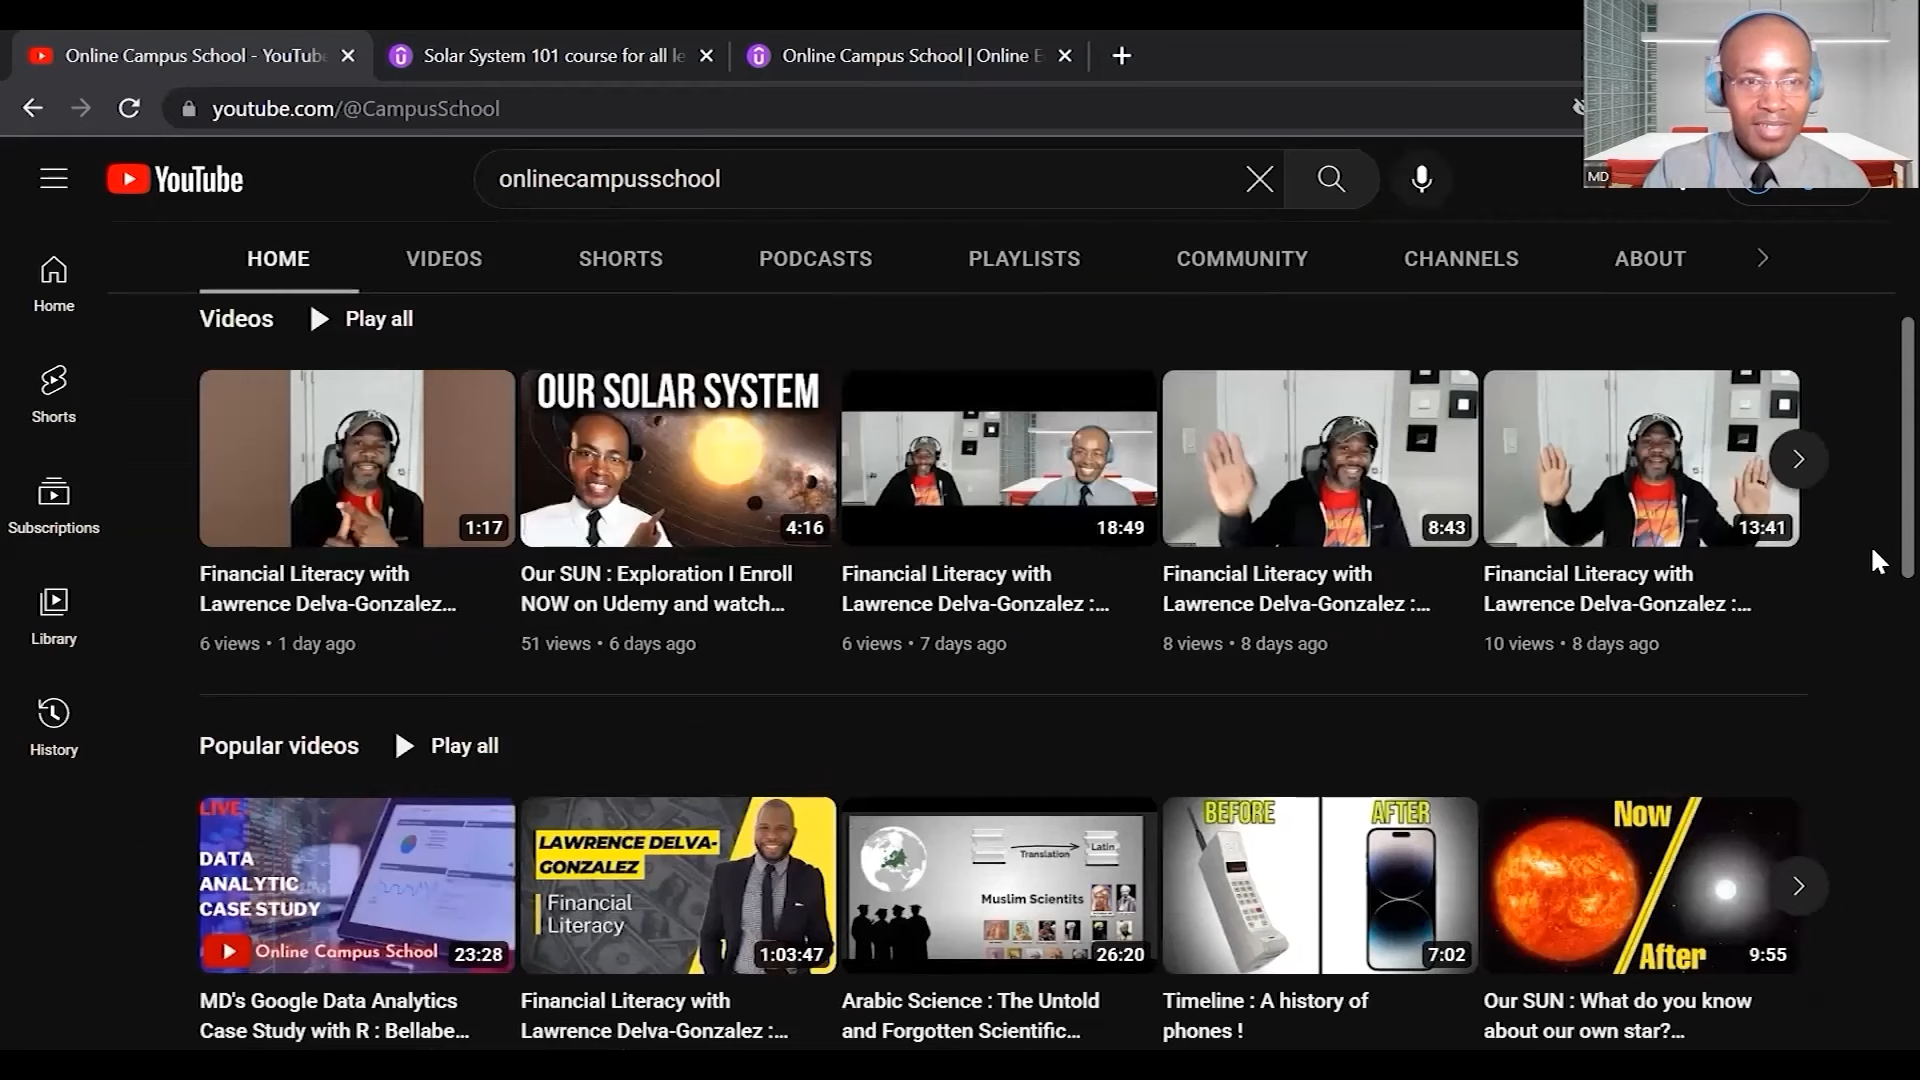 Online Campus School - YouTube
Solar System 101 course for all le
Online Campus School | Online E
youtube.com/@CampusSchool
MD
YouTube
onlinecampusschool
HOME
VIDEOS
SHORTS
PODCASTS
PLAYLISTS
COMMUNITY
CHANNELS
ABOUT
Home
Shorts
Subscriptions
Library
History
Videos
Play all
1:17
OUR SOLAR SYSTEM
4:16
18:49
8:43
13:41
Financial Literacy with
Lawrence Delva-Gonzalez...
6 views • 1 day ago
Our SUN : Exploration I Enroll
NOW on Udemy and watch...
51 views • 6 days ago
Financial Literacy with
Lawrence Delva-Gonzalez :...
6 views • 7 days ago
Financial Literacy with
Lawrence Delva-Gonzalez :...
8 views • 8 days ago
Financial Literacy with
Lawrence Delva-Gonzalez :...
10 views • 8 days ago
Popular videos
Play all
LIVE
DATA
ANALYTIC
CASE STUDY
Online Campus School
23:28
LAWRENCE DELVA-
GONZALEZ
Financial
Literacy
1:03:47
Translation
Latin
Muslim Scientits
26:20
BEFORE
AFTER
7:02
Now
After
9:55
MD's Google Data Analytics
Case Study with R : Bellabe...
Financial Literacy with
Lawrence Delva-Gonzalez :...
Arabic Science : The Untold
and Forgotten Scientific...
Timeline : A history of
phones !
Our SUN : What do you know
about our own star?...